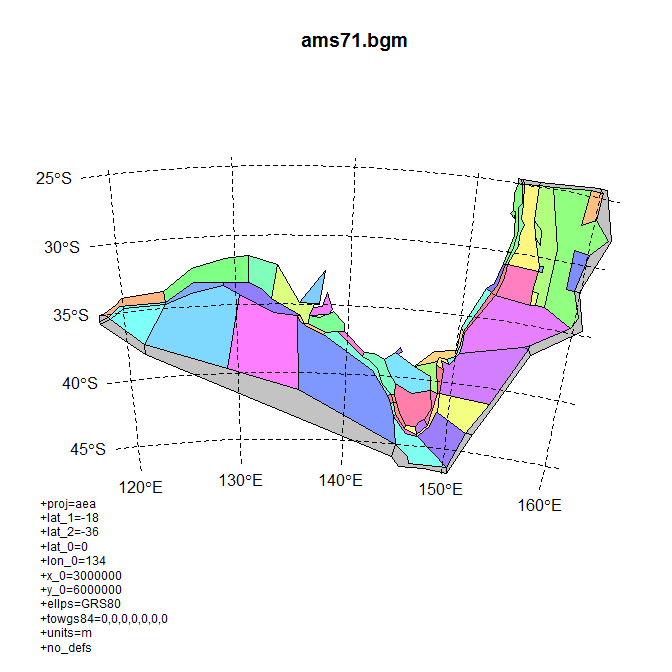 ams71.bgm
25°S
30°S
35°S
40°S
45°S
120°E
130°E
140°E
150°E
160°E
+proj=aea
+lat_1=-18
+lat_2=-36
+lat_0=0
+lon_0=134
+x_0=3000000
+y_0=6000000
+ellps=GRS80
+towgs84=0,0,0,0,0,0,0
+units=m
+no_defs